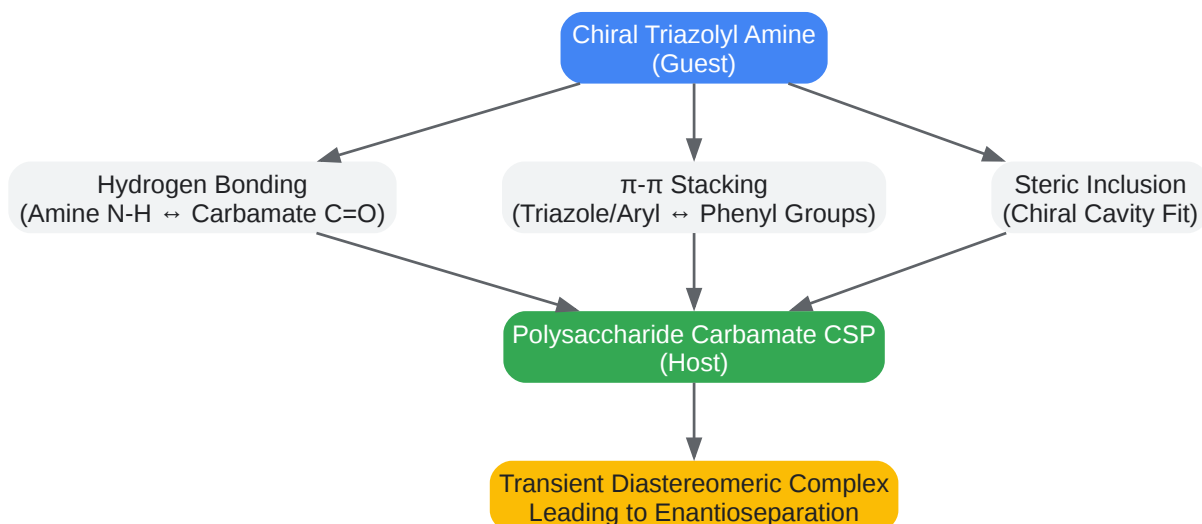 Chiral Triazolyl Amine
(Guest)
Hydrogen Bonding
(Amine N-H ↔ Carbamate C=O)
π-π Stacking
(Triazole/Aryl ↔ Phenyl Groups)
Steric Inclusion
(Chiral Cavity Fit)
Polysaccharide Carbamate CSP
(Host)
Transient Diastereomeric Complex
Leading to Enantioseparation